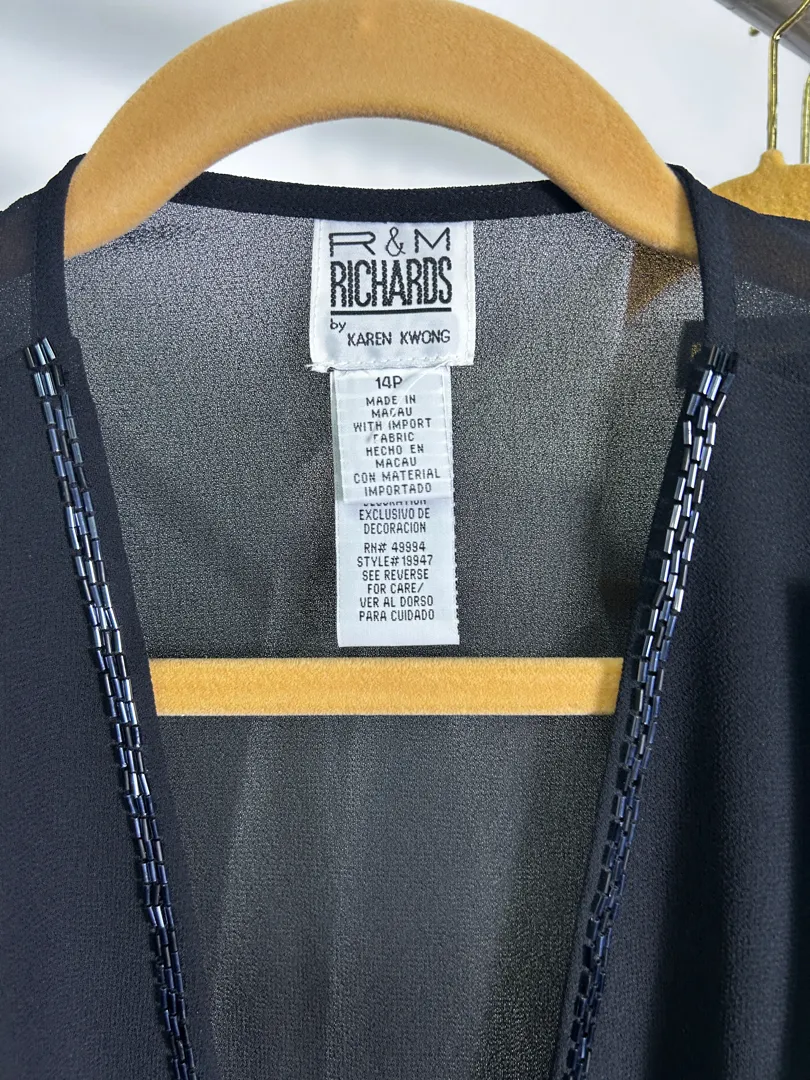 R & M
RICHARDS
by
KAREN KWONG
14P
MADE IN
MACAU
WITH IMPORT
FABRIC
HECHO EN
MACAU
CON MATERIAL
IMPORTADO
EXCLUSIVO DE
DECORACION
RN# 49994
STYLE# 19947
SEE REVERSE
FOR CARE/
VER AL DORSO
PARA CUIDADO